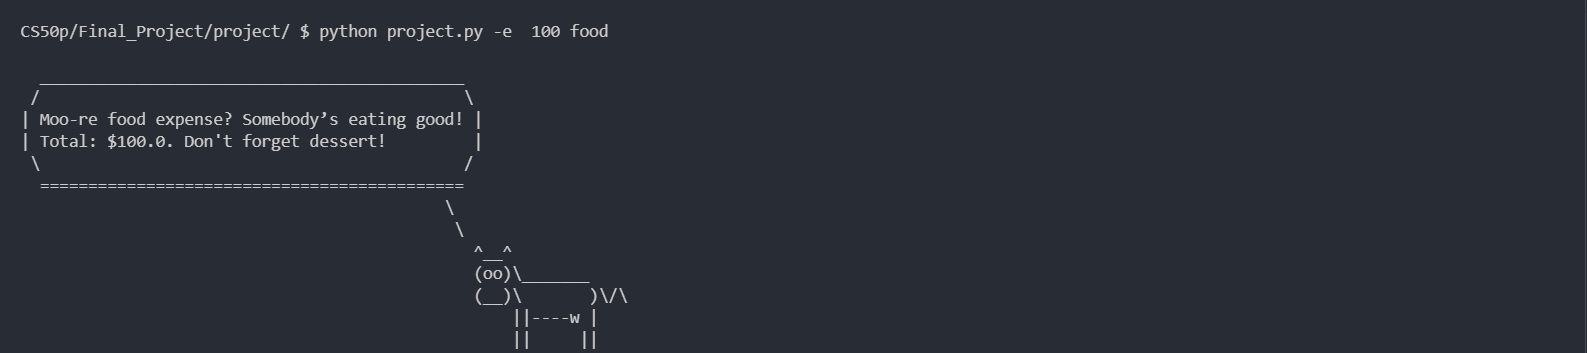 CS50p/Final_Project/project/ $ python project.py -e  100 food
  ____________________________________________
 /                                            \
| Moo-re food expense? Somebody’s eating good! |
| Total: $100.0. Don't forget dessert!         |
 \                                            /
  ============================================
                                            \
                                             \
                                               ^__^
                                               (oo)\_______
                                               (__)\       )\/\
                                                   ||----w |
                                                   ||     ||